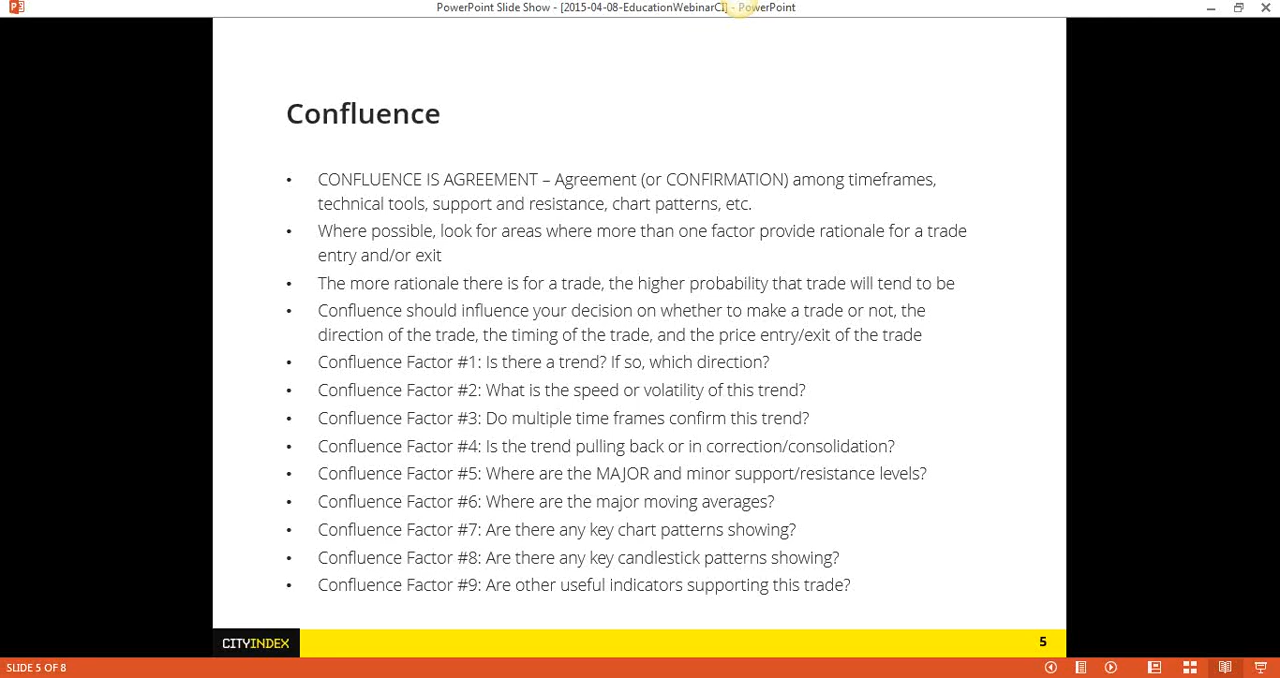 PowerPoint Slide Show - [2015-04-08-EducationWebinarCI] - PowerPoint
Confluence
• CONFLUENCE IS AGREEMENT – Agreement (or CONFIRMATION) among timeframes,
technical tools, support and resistance, chart patterns, etc.
• Where possible, look for areas where more than one factor provide rationale for a trade
entry and/or exit
• The more rationale there is for a trade, the higher probability that trade will tend to be
• Confluence should influence your decision on whether to make a trade or not, the
direction of the trade, the timing of the trade, and the price entry/exit of the trade
• Confluence Factor #1: Is there a trend? If so, which direction?
• Confluence Factor #2: What is the speed or volatility of this trend?
• Confluence Factor #3: Do multiple time frames confirm this trend?
• Confluence Factor #4: Is the trend pulling back or in correction/consolidation?
• Confluence Factor #5: Where are the MAJOR and minor support/resistance levels?
• Confluence Factor #6: Where are the major moving averages?
• Confluence Factor #7: Are there any key chart patterns showing?
• Confluence Factor #8: Are there any key candlestick patterns showing?
• Confluence Factor #9: Are other useful indicators supporting this trade?
CITYINDEX
5
SLIDE 5 OF 8